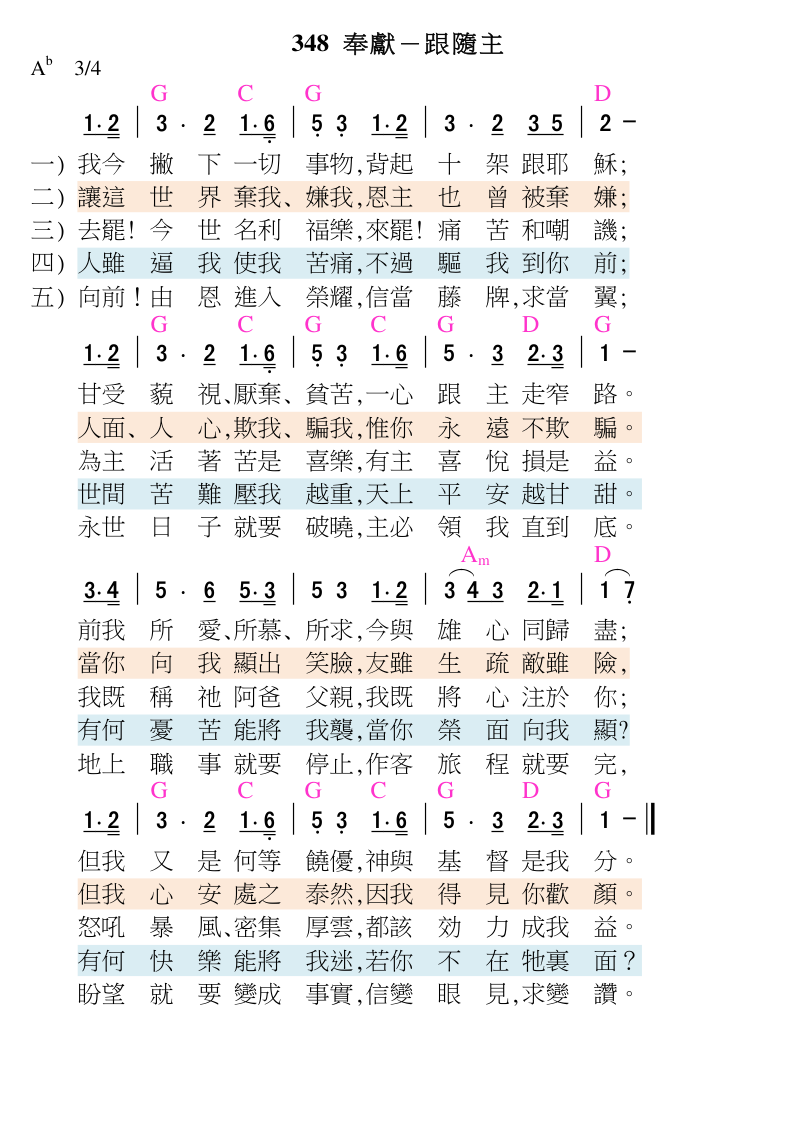 348 奉獻－跟隨主
A♭ 3/4
G C G D
1· 2 | 3 · 2 1· 6 | 5 3 1· 2 | 3 · 2 3 5 | 2 －
一) 我今 撇 下 一切 事物,背起 十 架 跟耶 穌;
二) 讓這 世 界 棄我、嫌我,恩主 也 曾 被棄 嫌;
三) 去罷! 今 世 名利 福樂,來罷! 痛 苦 和嘲 譏;
四) 人雖 逼 我 使我 苦痛,不過 驅 我 到你 前;
五) 向前! 由 恩 進入 榮耀,信當 藤 牌,求當 翼;
G C G C G D G
1· 2 | 3 · 2 1· 6 | 5 3 1· 6 | 5 · 3 2· 3 | 1 －
甘受 藐 視、厭棄、貧苦,一心 跟 主 走窄 路。
人面、人 心,欺我、騙我,惟你 永 遠 不欺 騙。
為主 活 著 苦是 喜樂,有主 喜 悅 損是 益。
世間 苦 難 壓我 越重,天上 平 安 越甘 甜。
永世 日 子 就要 破曉,主必 領 我 直到 底。
Am D
3· 4 | 5 · 6 5· 3 | 5 3 1· 2 | 3 4 3 2· 1 | 1 7
前我 所 愛、所慕、所求,今與 雄 心 同歸 盡;
當你 向 我 顯出 笑臉,友雖 生 疏 敵雖 險,
我既 稱 祂 阿爸 父親,我既 將 心 注於 你;
有何 憂 苦 能將 我襲,當你 榮 面 向我 顯?
地上 職 事 就要 停止,作客 旅 程 就要 完,
G C G C G D G
1· 2 | 3 · 2 1· 6 | 5 3 1· 6 | 5 · 3 2· 3 | 1 － ‖
但我 又 是 何等 饒優,神與 基 督 是我 分。
但我 心 安 處之 泰然,因我 得 見 你歡 顏。
怒吼 暴 風、密集 厚雲,都該 効 力 成我 益。
有何 快 樂 能將 我迷,若你 不 在 牠裏 面？
盼望 就 要 變成 事實,信變 眼 見,求變 讚。